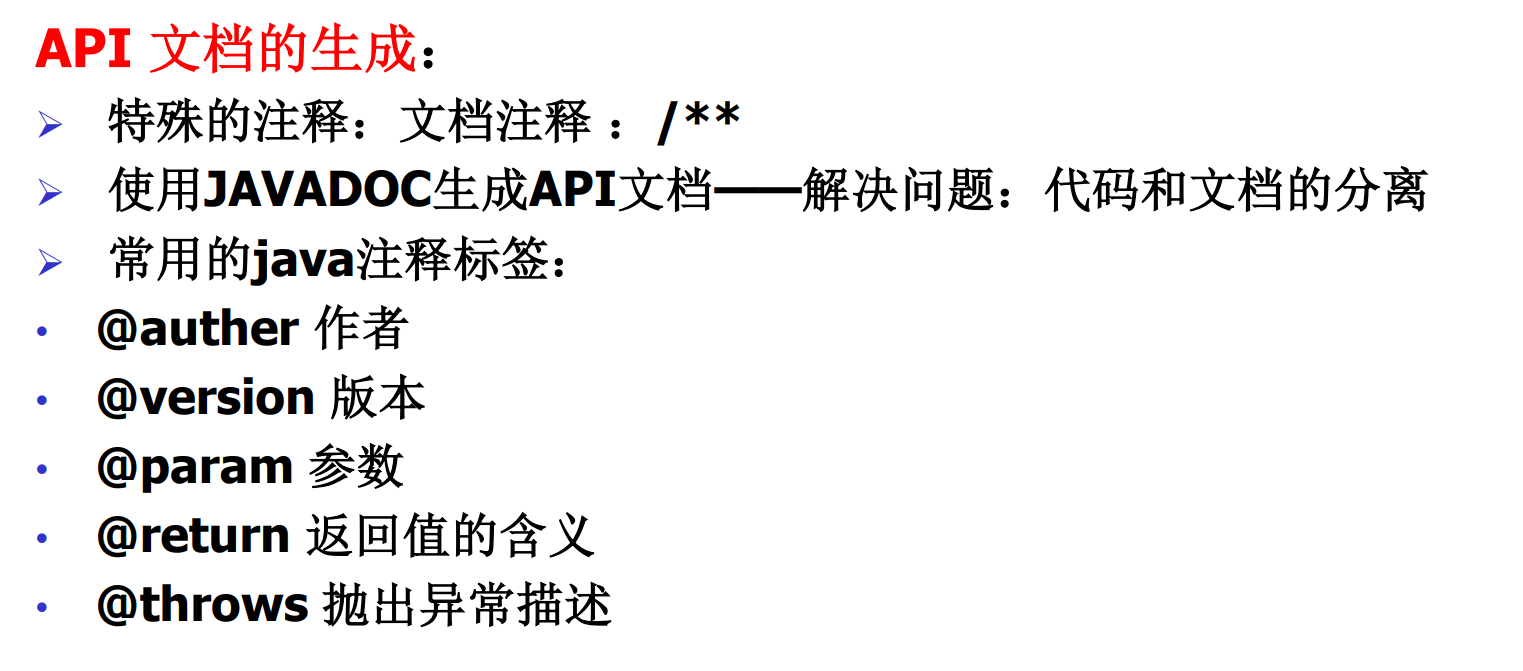 API 文档的生成：
特殊的注释：文档注释 ：/**
使用JAVADOC生成API文档——解决问题：代码和文档的分离
常用的java注释标签：
@auther 作者
@version 版本
@param 参数
@return 返回值的含义
@throws 抛出异常描述